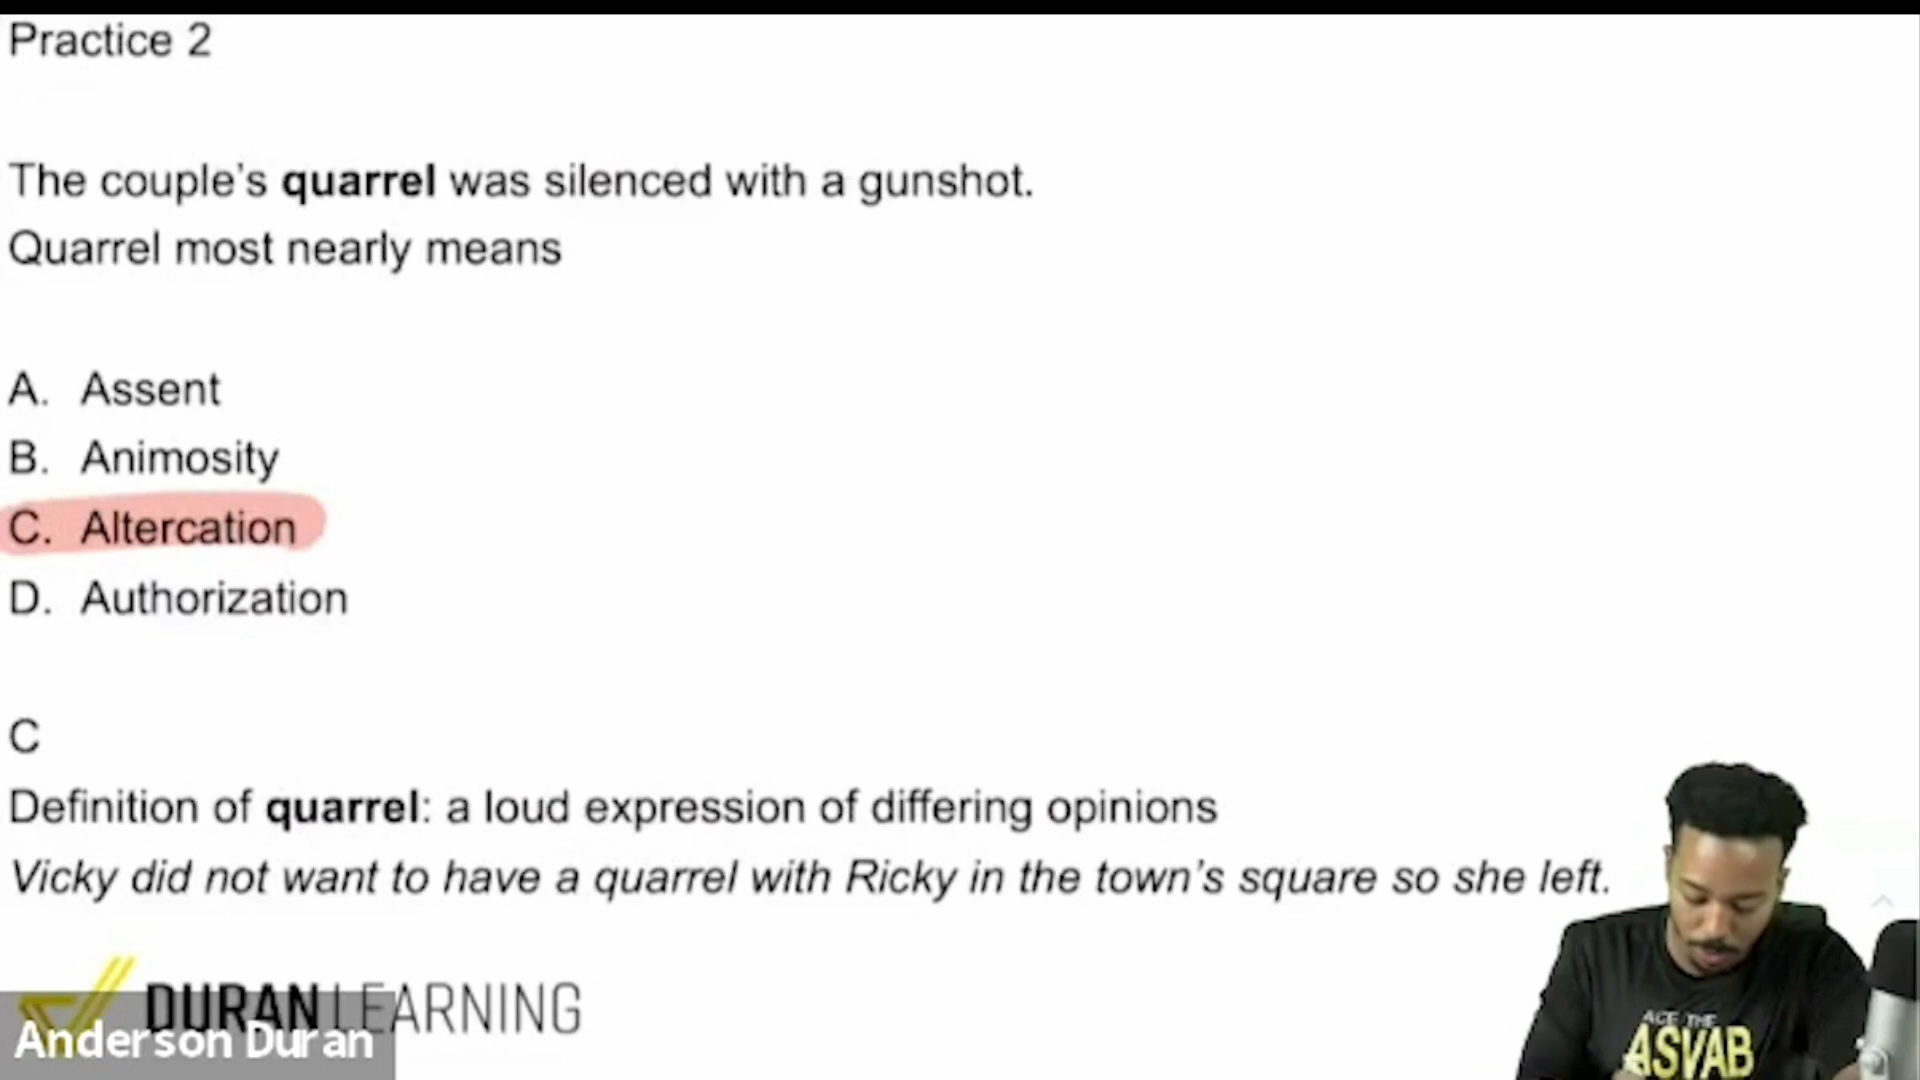 Practice 2
The couple's quarrel was silenced with a gunshot.
Quarrel most nearly means
A. Assent
B. Animosity
C. Altercation
D. Authorization
C
Definition of quarrel: a loud expression of differing opinions
Vicky did not want to have a quarrel with Ricky in the town's square so she left.
DURAN LEARNING
Anderson Duran
ACE THE
ASVAB